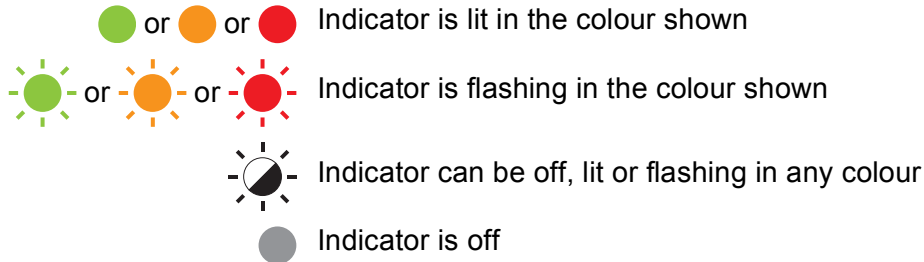 or or Indicator is lit in the colour shown
or or Indicator is flashing in the colour shown
Indicator can be off, lit or flashing in any colour
Indicator is off